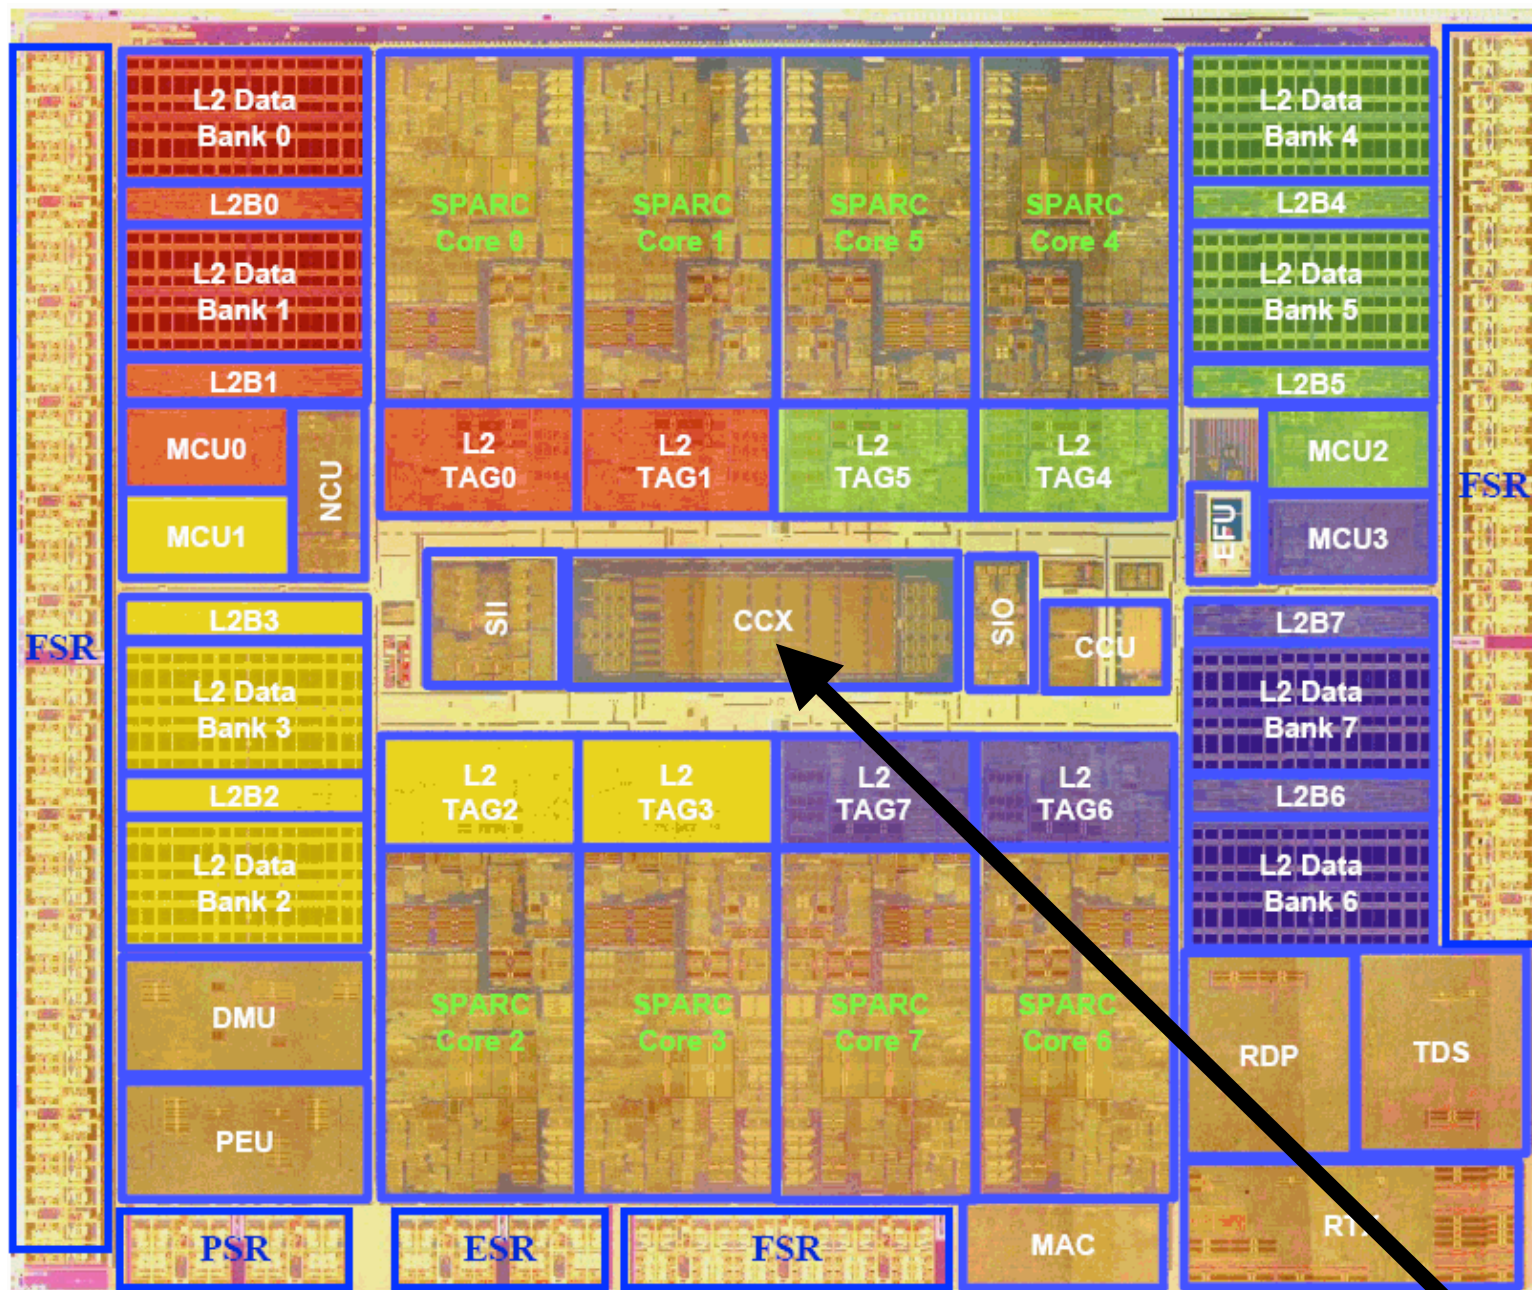 L2 Data
Bank 0
L2B0
L2 Data
Bank 1
L2B1
MCU0
MCU1
NCU
SPARC
Core 0
SPARC
Core 1
SPARC
Core 5
SPARC
Core 4
L2
TAG0
L2
TAG1
L2
TAG5
L2
TAG4
L2 Data
Bank 4
L2B4
L2 Data
Bank 5
L2B5
MCU2
MCU3
EFU
FSR
FSR
SII
CCX
SIO
CCU
L2B3
L2 Data
Bank 3
L2B2
L2 Data
Bank 2
DMU
PEU
L2
TAG2
L2
TAG3
L2
TAG7
L2
TAG6
SPARC
Core 2
SPARC
Core 3
SPARC
Core 7
SPARC
Core 6
L2B7
L2 Data
Bank 7
L2B6
L2 Data
Bank 6
RDP
TDS
PSR
ESR
FSR
MAC